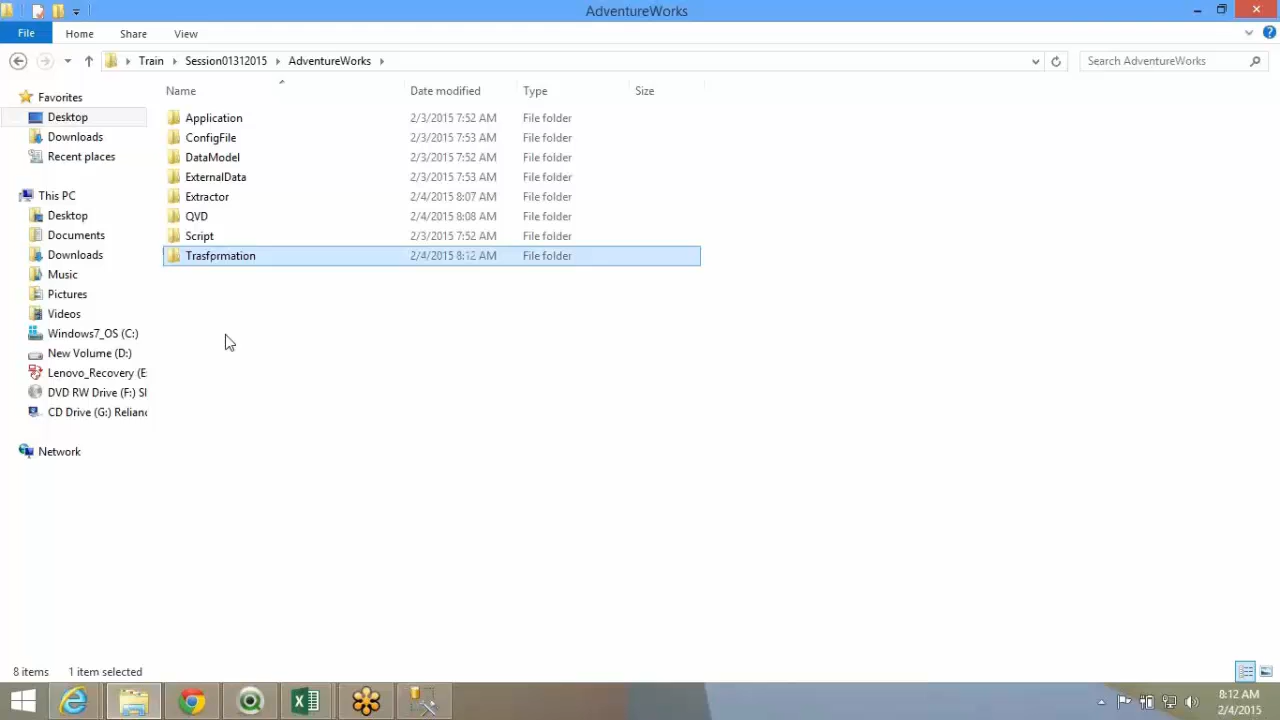 AdventureWorks
File Home Share View
Train Session01312015 AdventureWorks Search AdventureWorks
Name Date modified Type Size
Favorites
Desktop
Downloads
Recent places
This PC
Desktop
Documents
Downloads
Music
Pictures
Videos
Windows7_OS (C:)
New Volume (D:)
Lenovo_Recovery (E
DVD RW Drive (F:) SI
CD Drive (G:) Relianc
Network
Application 2/3/2015 7:52 AM File folder
ConfigFile 2/3/2015 7:53 AM File folder
DataModel 2/3/2015 7:52 AM File folder
ExternalData 2/3/2015 7:53 AM File folder
Extractor 2/4/2015 8:07 AM File folder
QVD 2/4/2015 8:08 AM File folder
Script 2/3/2015 7:52 AM File folder
Trasfprmation 2/4/2015 8:12 AM File folder
8 items 1 item selected
8:12 AM
2/4/2015